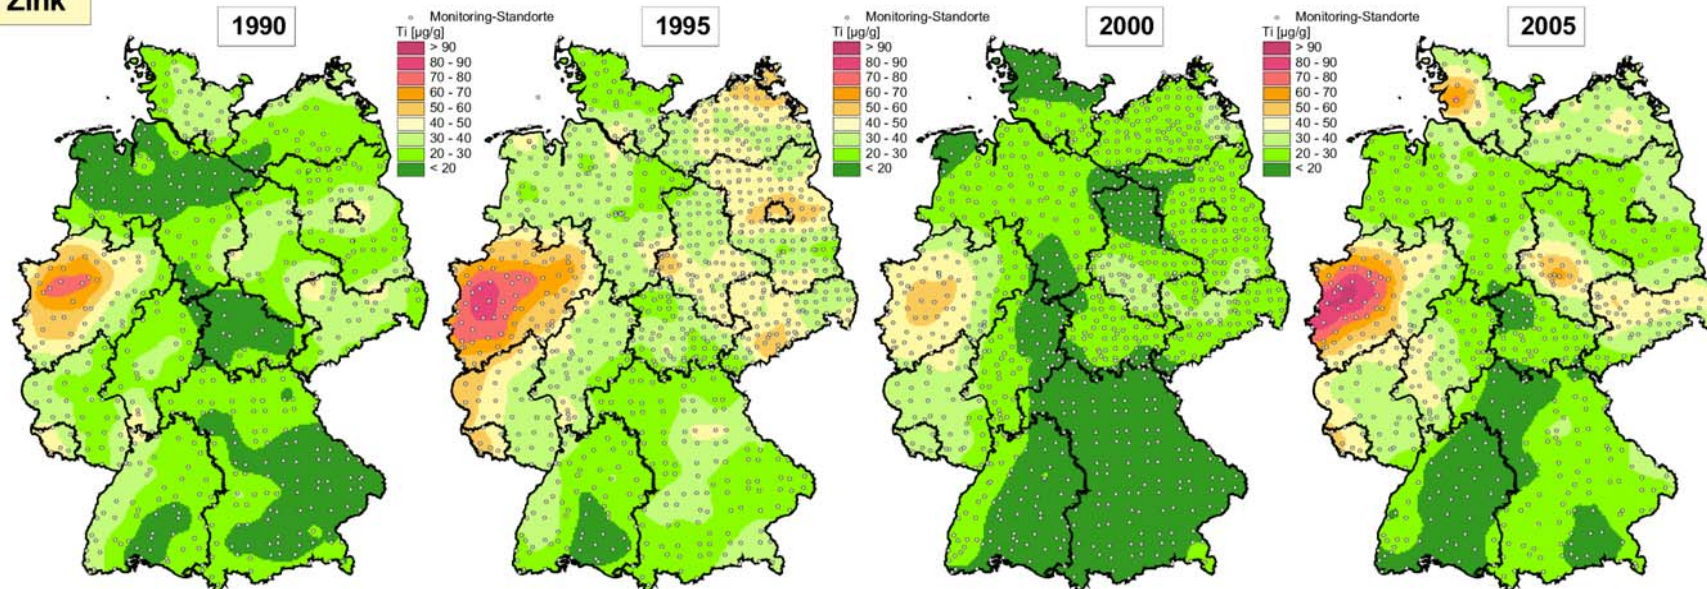 Zink
1990
Monitoring-Standorte
Ti [µg/g]
> 90
80 - 90
70 - 80
60 - 70
50 - 60
40 - 50
30 - 40
20 - 30
< 20
1995
Monitoring-Standorte
Ti [µg/g]
> 90
80 - 90
70 - 80
60 - 70
50 - 60
40 - 50
30 - 40
20 - 30
< 20
2000
Monitoring-Standorte
Ti [µg/g]
> 90
80 - 90
70 - 80
60 - 70
50 - 60
40 - 50
30 - 40
20 - 30
< 20
2005